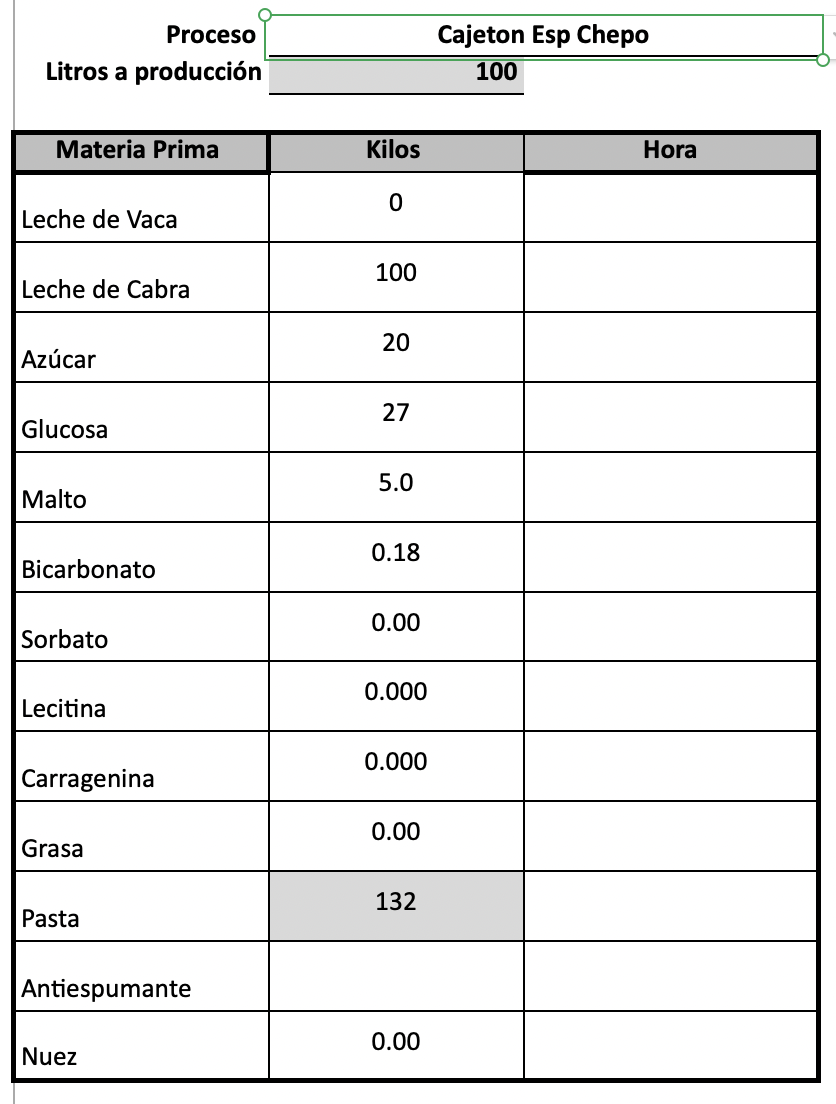 Proceso Cajeton Esp Chepo
Litros a producción 100
Materia Prima Kilos Hora
Leche de Vaca 0
Leche de Cabra 100
Azúcar 20
Glucosa 27
Malto 5.0
Bicarbonato 0.18
Sorbato 0.00
Lecitina 0.000
Carragenina 0.000
Grasa 0.00
Pasta 132
Antiespumante
Nuez 0.00